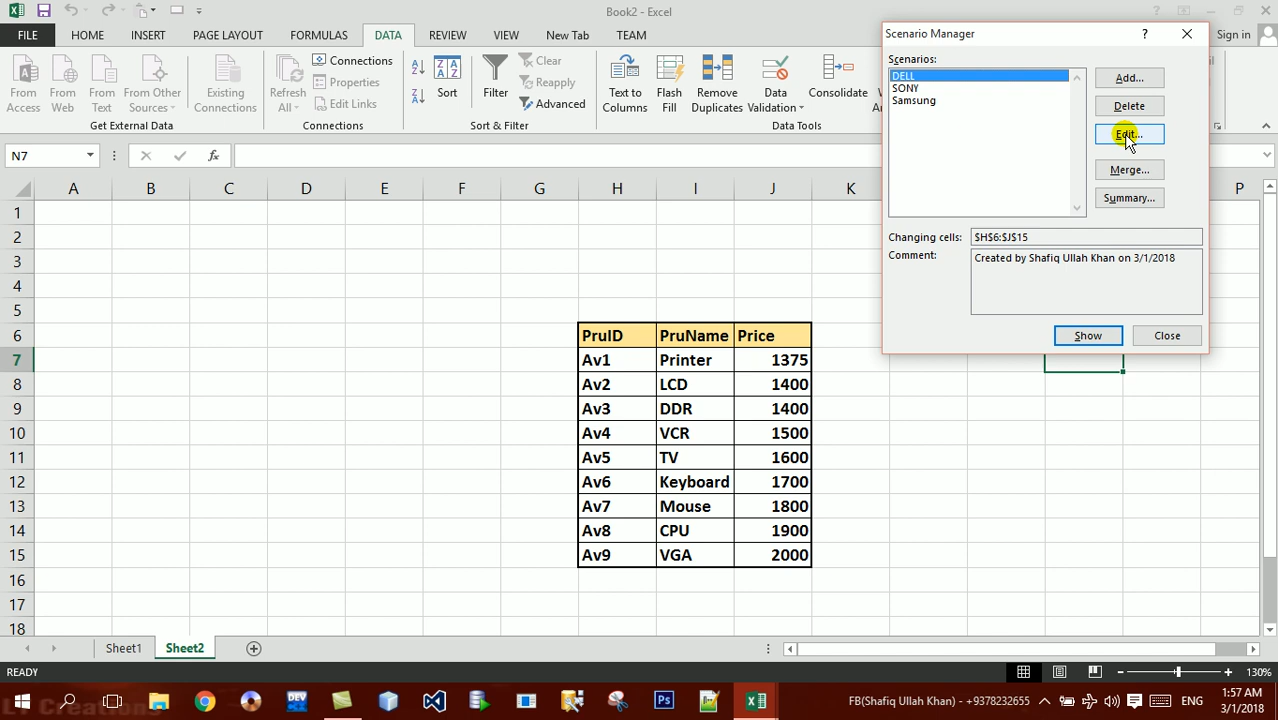 Book2 - Excel
FILE HOME INSERT PAGE LAYOUT FORMULAS DATA REVIEW VIEW New Tab TEAM Sign in
From Access
From Web
From Text
From Other Sources
Get External Data
Existing Connections
Refresh All
Connections
Properties
Edit Links
Connections
Sort
Filter
Clear
Reapply
Advanced
Sort & Filter
Text to Columns
Flash Fill
Remove Duplicates
Data Validation
Consolidate
Data Tools
Scenario Manager
Scenarios:
DELL
SONY
Samsung
Add...
Delete
Edit...
Merge...
Summary...
Changing cells: $H$6:$J$15
Comment: Created by Shafiq Ullah Khan on 3/1/2018
Show Close
N7
A B C D E F G H I J K P
1
2
3
4
5
6 PruID PruName Price
7 Av1 Printer 1375
8 Av2 LCD 1400
9 Av3 DDR 1400
10 Av4 VCR 1500
11 Av5 TV 1600
12 Av6 Keyboard 1700
13 Av7 Mouse 1800
14 Av8 CPU 1900
15 Av9 VGA 2000
16
17
18
Sheet1 Sheet2
READY 130%
FB(Shafiq Ullah Khan) - +9378232655 ENG
1:57 AM
3/1/2018